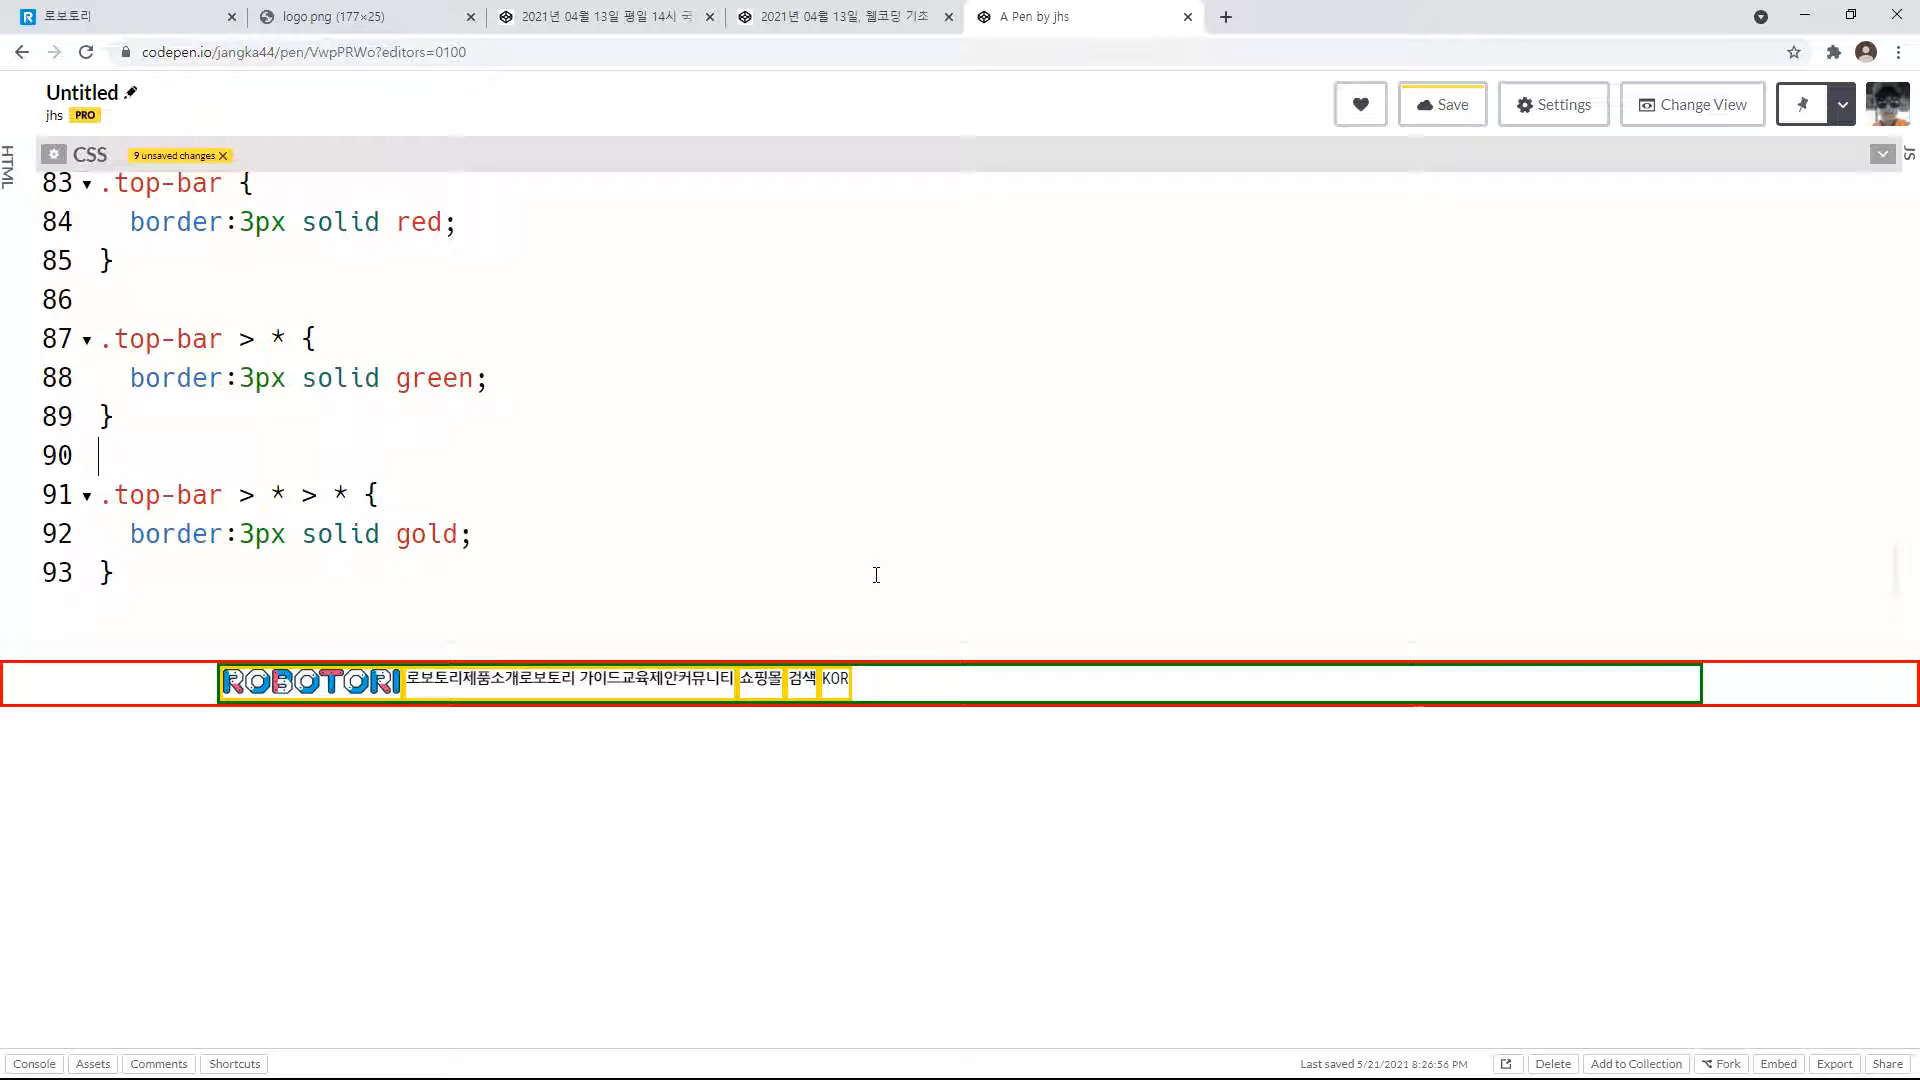 로보토리
logo.png (177×25)
2021년 04월 13일 평일 14시 국
2021년 04월 13일, 웹코딩 기초
A Pen by jhs
codepen.io/jangka44/pen/VwpPRWo?editors=0100
Untitled
jhs PRO
Save
Settings
Change View
HTML
CSS
9 unsaved changes
JS
83 .top-bar {
84 border:3px solid red;
85 }
86
87 .top-bar > * {
88 border:3px solid green;
89 }
90
91 .top-bar > * > * {
92 border:3px solid gold;
93 }
ROBOTORI 로보토리제품소개로보토리 가이드교육제안커뮤니티 쇼핑몰 검색 KOR
Console Assets Comments Shortcuts
Last saved 5/21/2021 8:26:56 PM
Delete Add to Collection Fork Embed Export Share